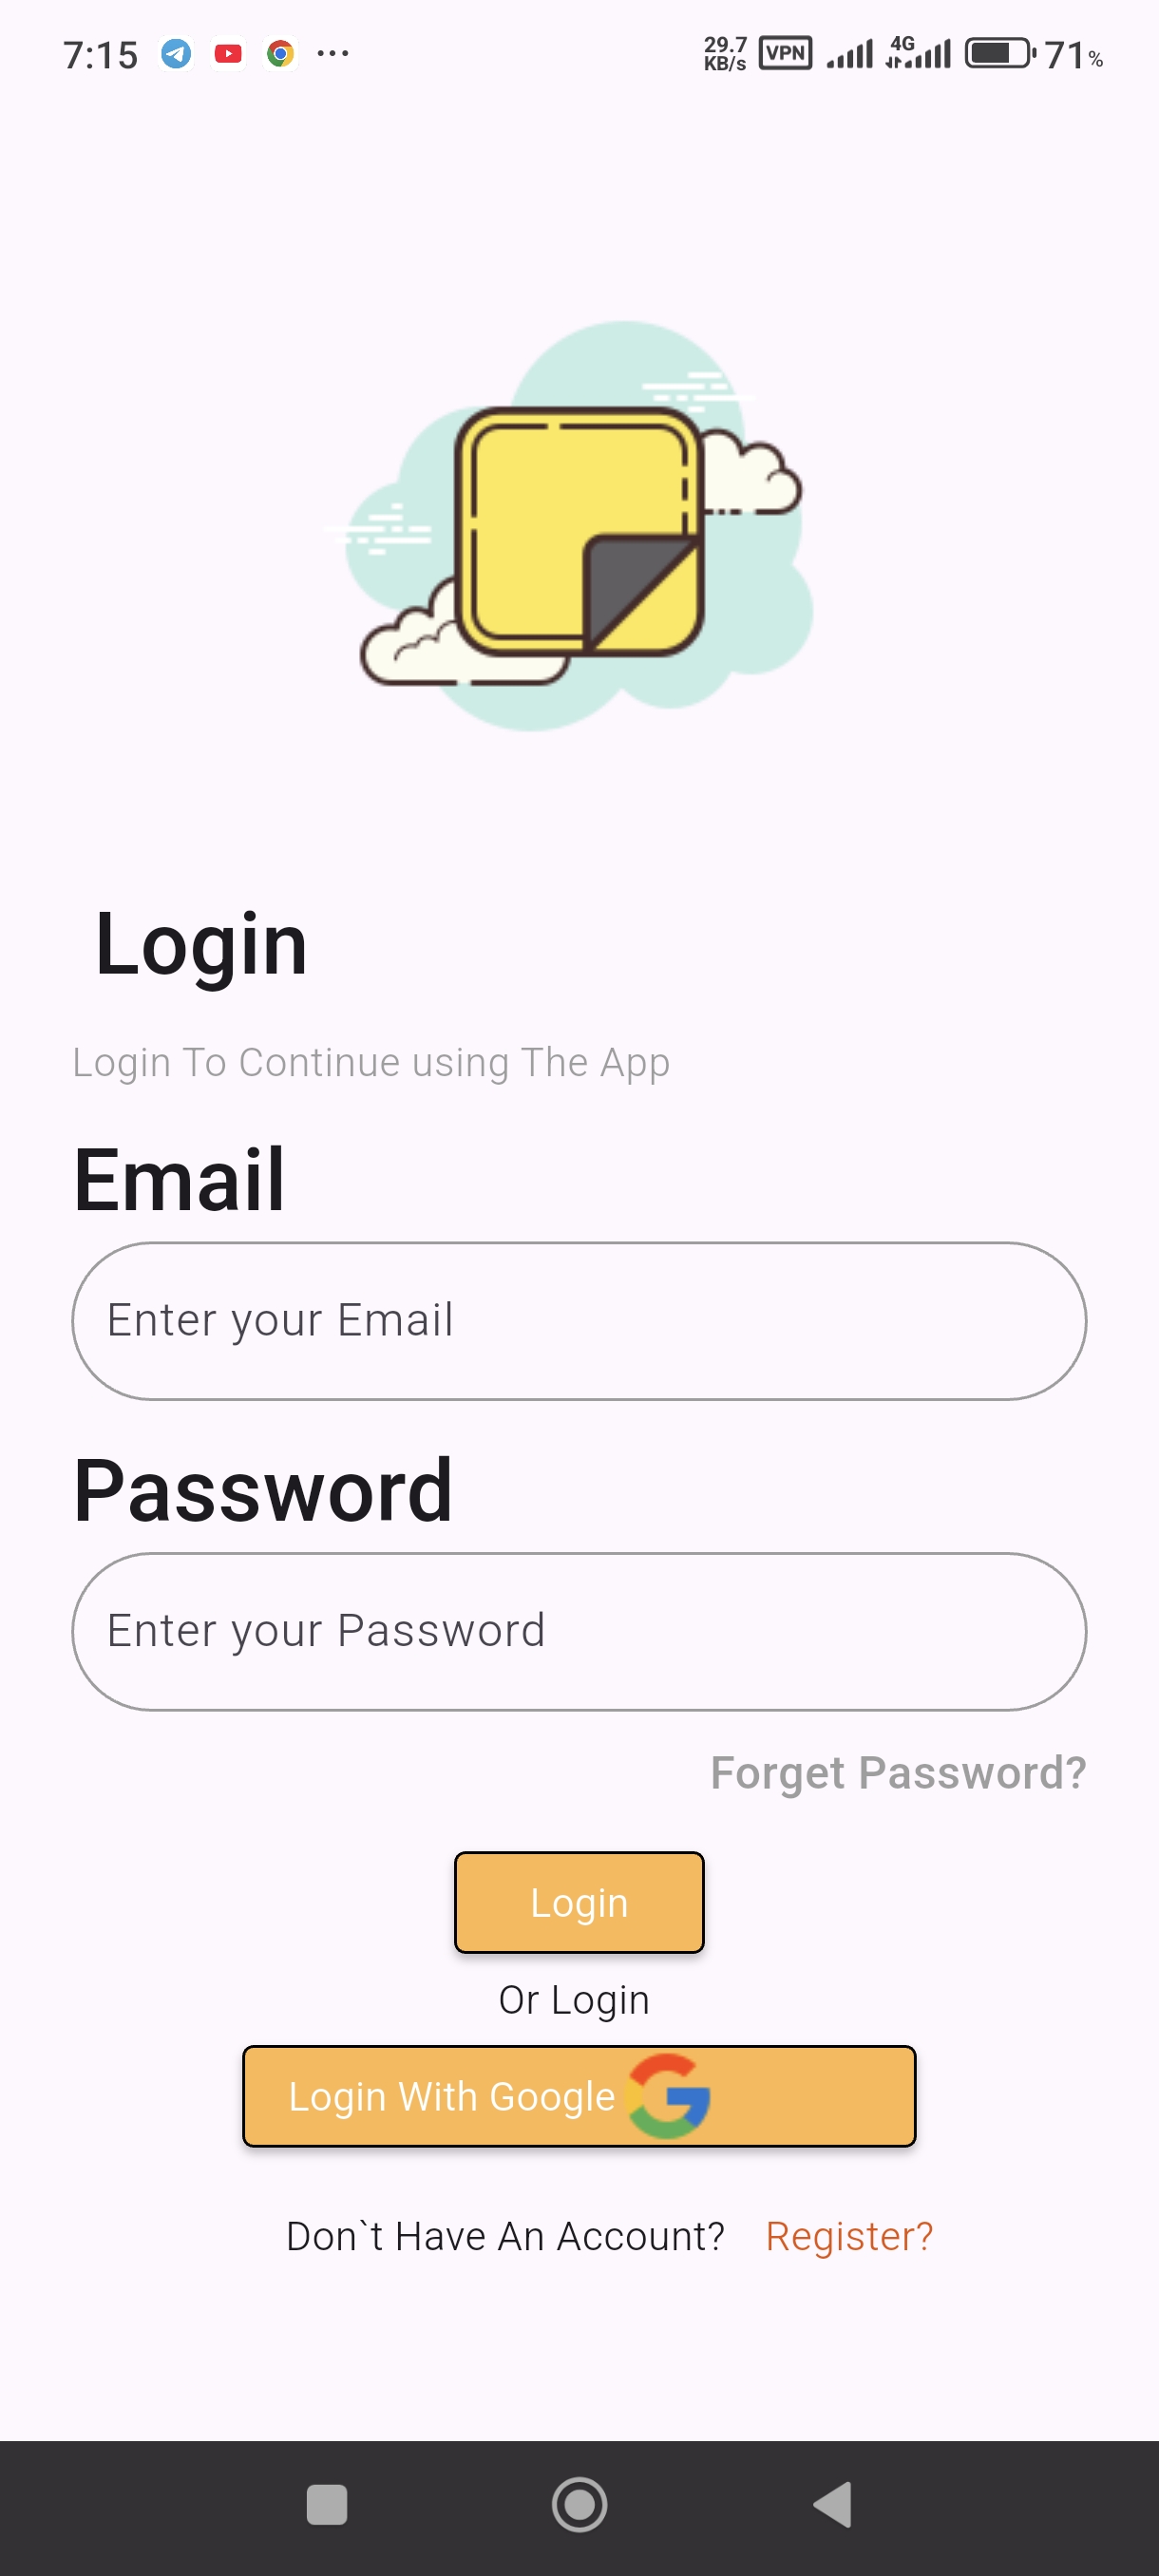 7:15 29.7 KB/s VPN 4G 71%
Login
Login To Continue using The App
Email
Enter your Email
Password
Enter your Password
Forget Password?
Login
Or Login
Login With Google
Don`t Have An Account? Register?